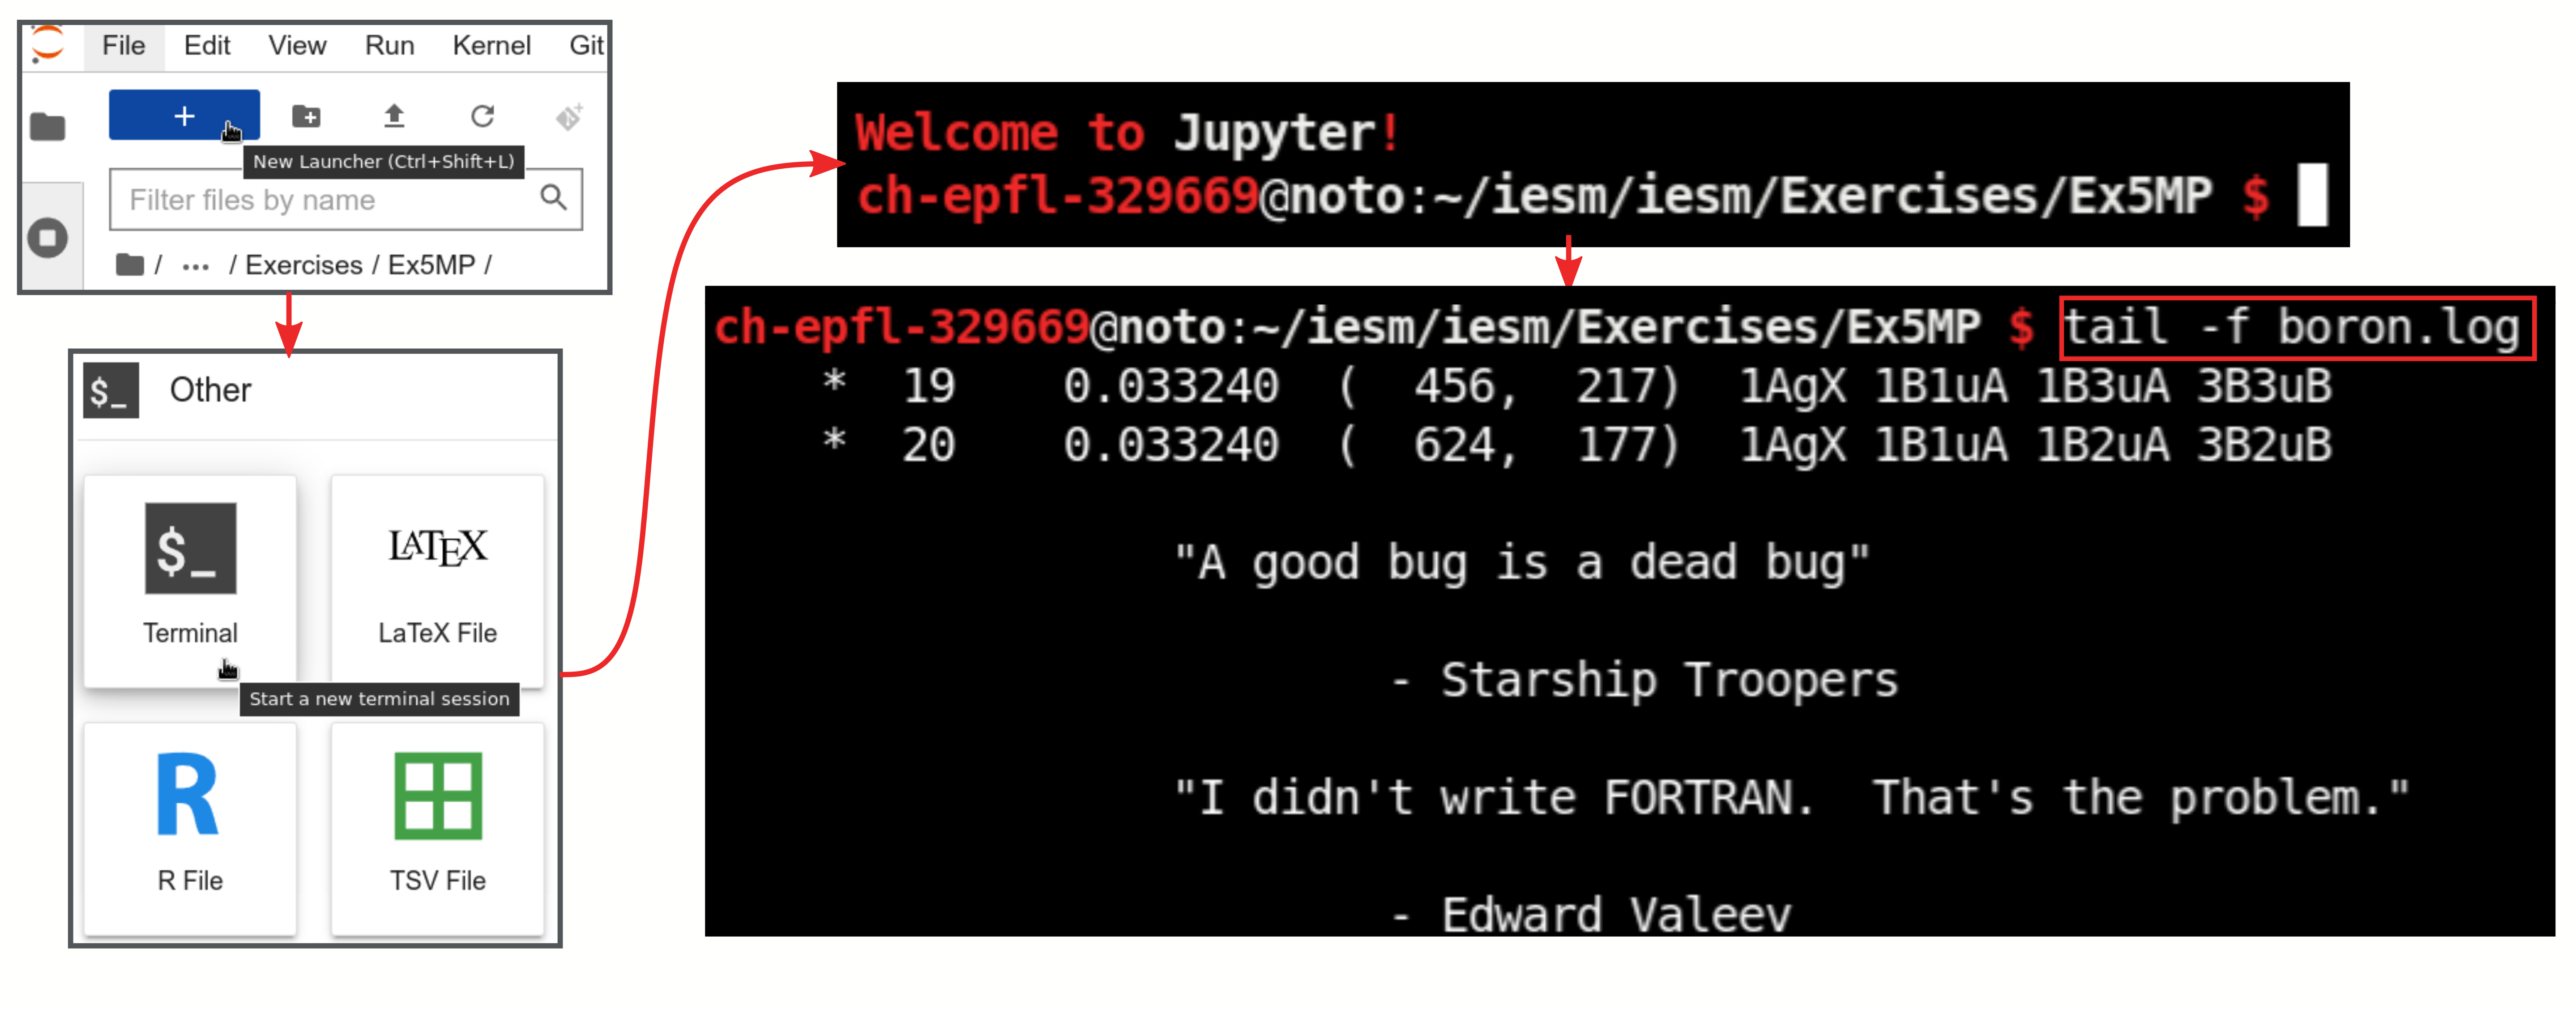 File Edit View Run Kernel Git
+
New Launcher (Ctrl+Shift+L)
Filter files by name
/ ... / Exercises / Ex5MP /
$_ Other
$_
Terminal
LATEX
LaTeX File
Start a new terminal session
R
R File
TSV File
Welcome to Jupyter!
ch-epfl-329669@noto:~/iesm/iesm/Exercises/Ex5MP $
ch-epfl-329669@noto:~/iesm/iesm/Exercises/Ex5MP $ tail -f boron.log
* 19 0.033240 ( 456, 217) 1AgX 1B1uA 1B3uA 3B3uB
* 20 0.033240 ( 624, 177) 1AgX 1B1uA 1B2uA 3B2uB
"A good bug is a dead bug"
- Starship Troopers
"I didn't write FORTRAN. That's the problem."
- Edward Valeev